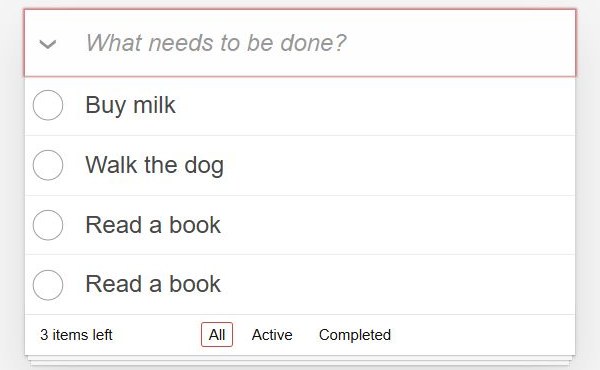 What needs to be done?
Buy milk
Walk the dog
Read a book
Read a book
3 items left All Active Completed